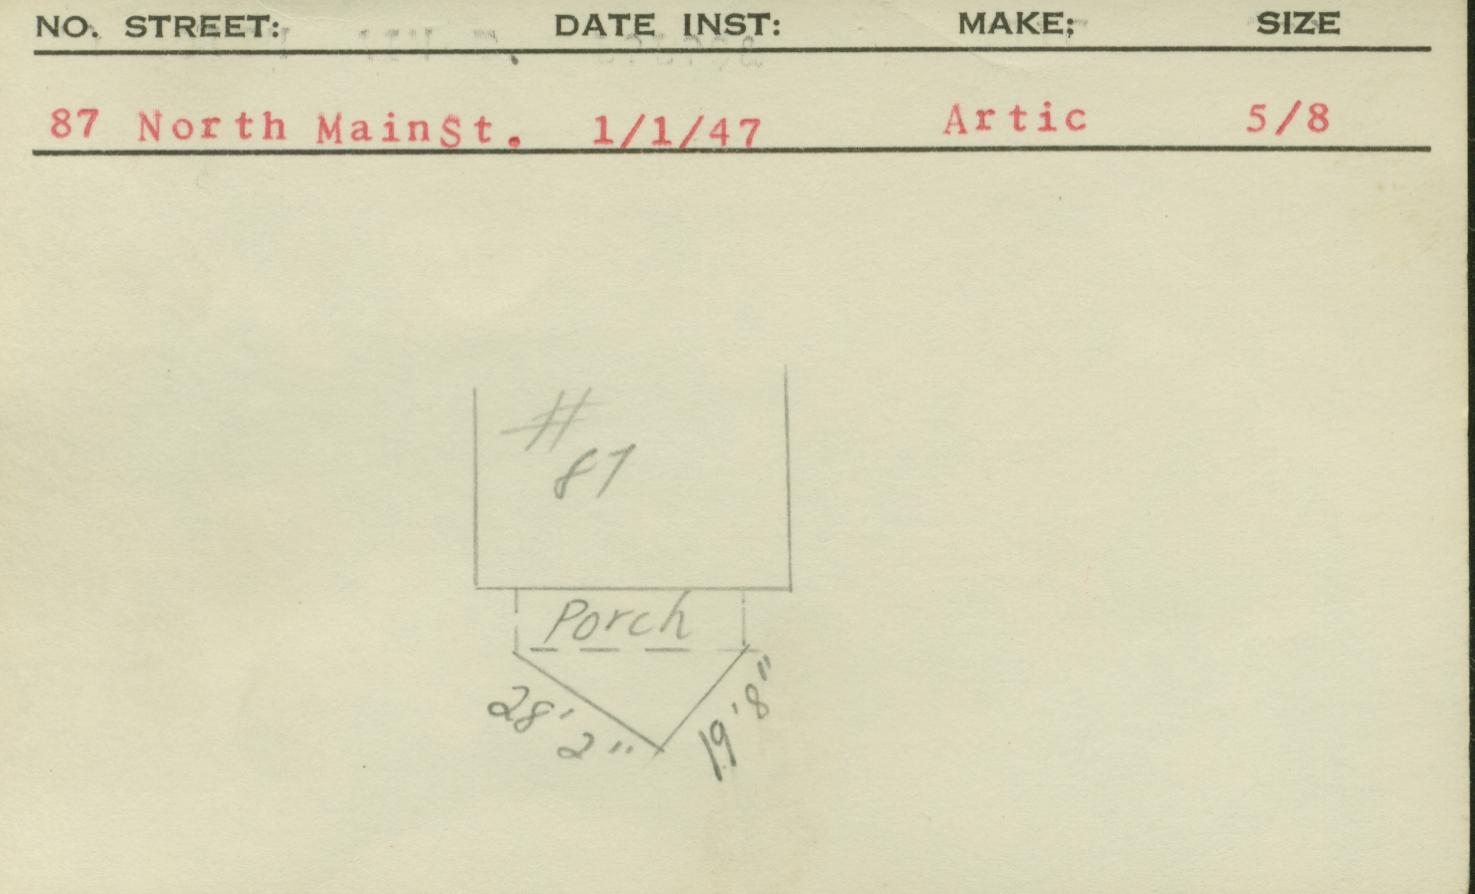 NO. STREET: DATE INST: MAKE; SIZE
87 North MainSt. 1/1/47 Artic 5/8
#
87
Porch
28' 2" 19'8"